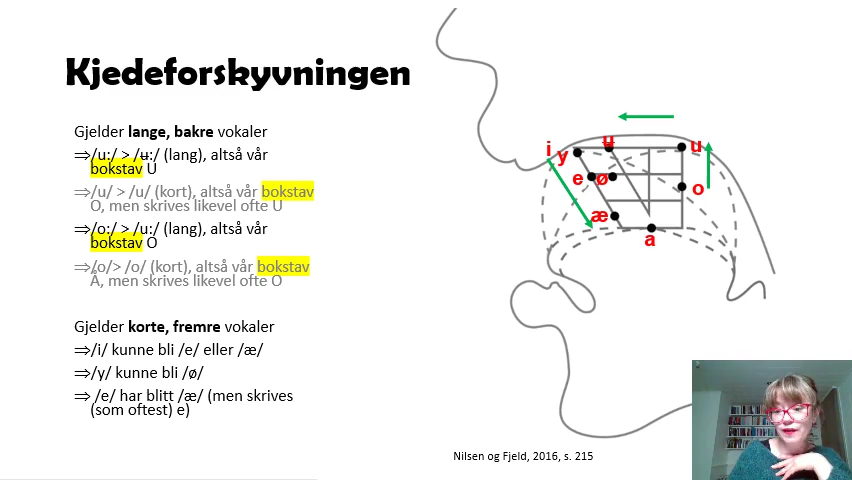 Kjedeforskyvningen
Gjelder lange, bakre vokaler
⇒/u:/ > /ʉ:/ (lang), altså vår
bokstav U
⇒/u/ > /u/ (kort), altså vår bokstav
O, men skrives likevel ofte U
⇒/o:/ > /u:/ (lang), altså vår
bokstav O
⇒/o/> /o/ (kort), altså vår bokstav
Å, men skrives likevel ofte O
Gjelder korte, fremre vokaler
⇒/i/ kunne bli /e/ eller /æ/
⇒/y/ kunne bli /ø/
⇒ /e/ har blitt /æ/ (men skrives
(som oftest) e)
i y ʉ u
e ø o
æ a
Nilsen og Fjeld, 2016, s. 215